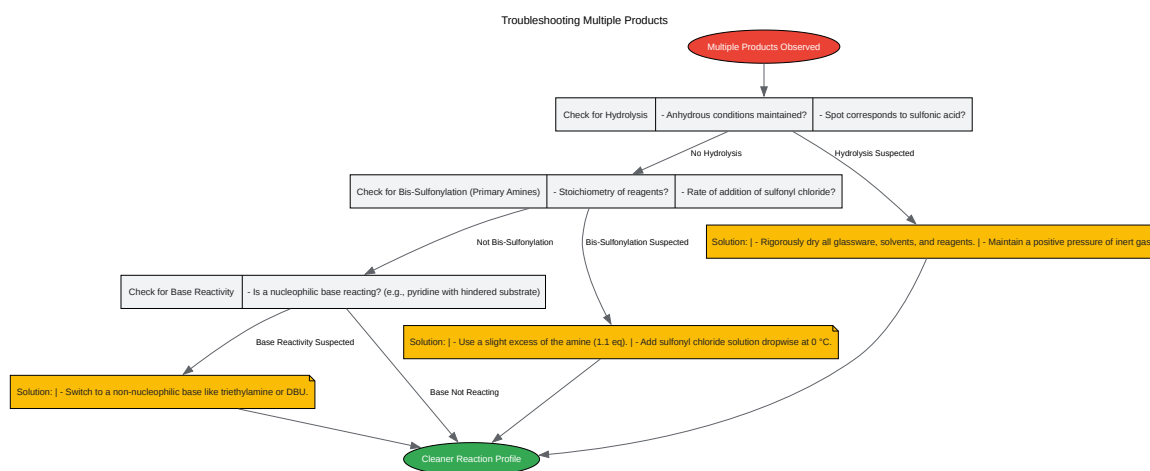 Troubleshooting Multiple Products
Multiple Products Observed
Check for Hydrolysis
- Anhydrous conditions maintained?
- Spot corresponds to sulfonic acid?
No Hydrolysis
Hydrolysis Suspected
Check for Bis-Sulfonylation (Primary Amines)
- Stoichiometry of reagents?
- Rate of addition of sulfonyl chloride?
Not Bis-Sulfonylation
Bis-Sulfonylation Suspected
Solution: | - Rigorously dry all glassware, solvents, and reagents. | - Maintain a positive pressure of inert gas
Check for Base Reactivity
- Is a nucleophilic base reacting? (e.g., pyridine with hindered substrate)
Base Reactivity Suspected
Solution: | - Use a slight excess of the amine (1.1 eq). | - Add sulfonyl chloride solution dropwise at 0 °C.
Solution: | - Switch to a non-nucleophilic base like triethylamine or DBU.
Base Not Reacting
Cleaner Reaction Profile